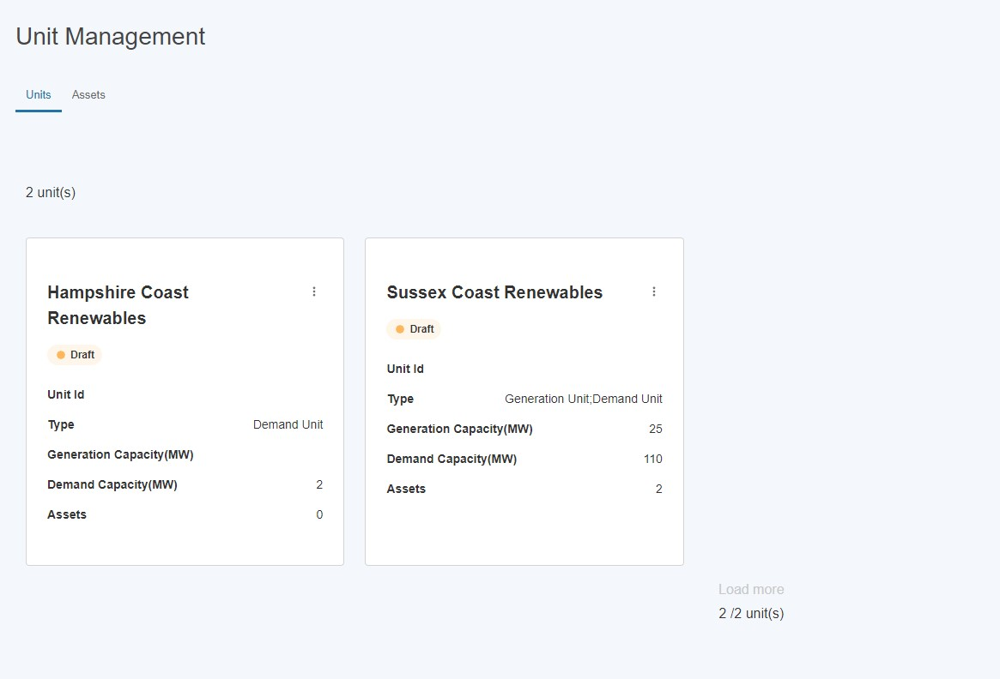 Unit Management
Units Assets
2 unit(s)
Hampshire Coast
Renewables
Draft
Unit Id
Type Demand Unit
Generation Capacity(MW)
Demand Capacity(MW) 2
Assets 0
Sussex Coast Renewables
Draft
Unit Id
Type Generation Unit;Demand Unit
Generation Capacity(MW) 25
Demand Capacity(MW) 110
Assets 2
Load more
2 /2 unit(s)